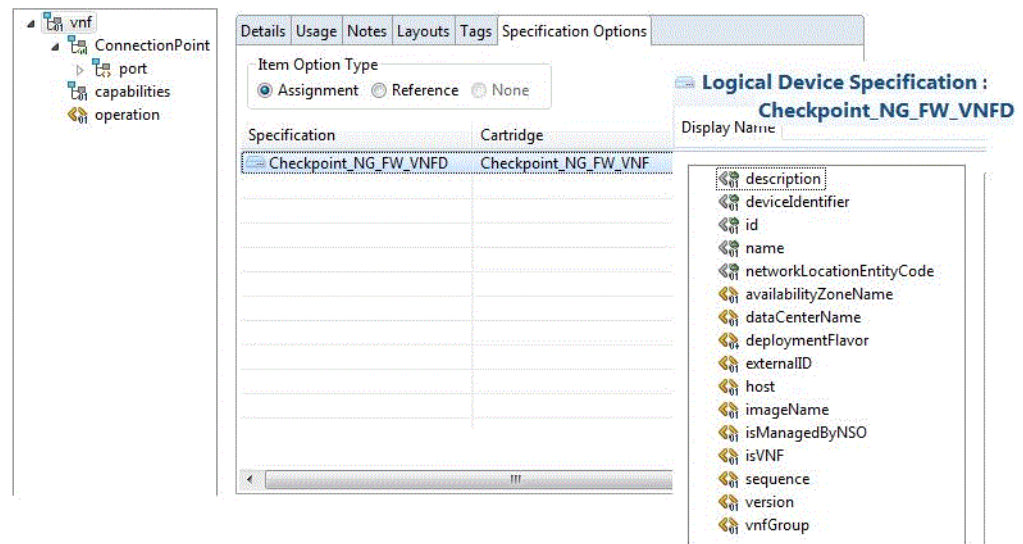 vnf
ConnectionPoint
port
capabilities
operation
Details Usage Notes Layouts Tags Specification Options
Item Option Type
Assignment Reference None
Specification Cartridge
Checkpoint_NG_FW_VNFD Checkpoint_NG_FW_VNF
Logical Device Specification :
Checkpoint_NG_FW_VNFD
Display Name
description
deviceIdentifier
id
name
networkLocationEntityCode
availabilityZoneName
dataCenterName
deploymentFlavor
externalID
host
imageName
isManagedByNSO
isVNF
sequence
version
vnfGroup